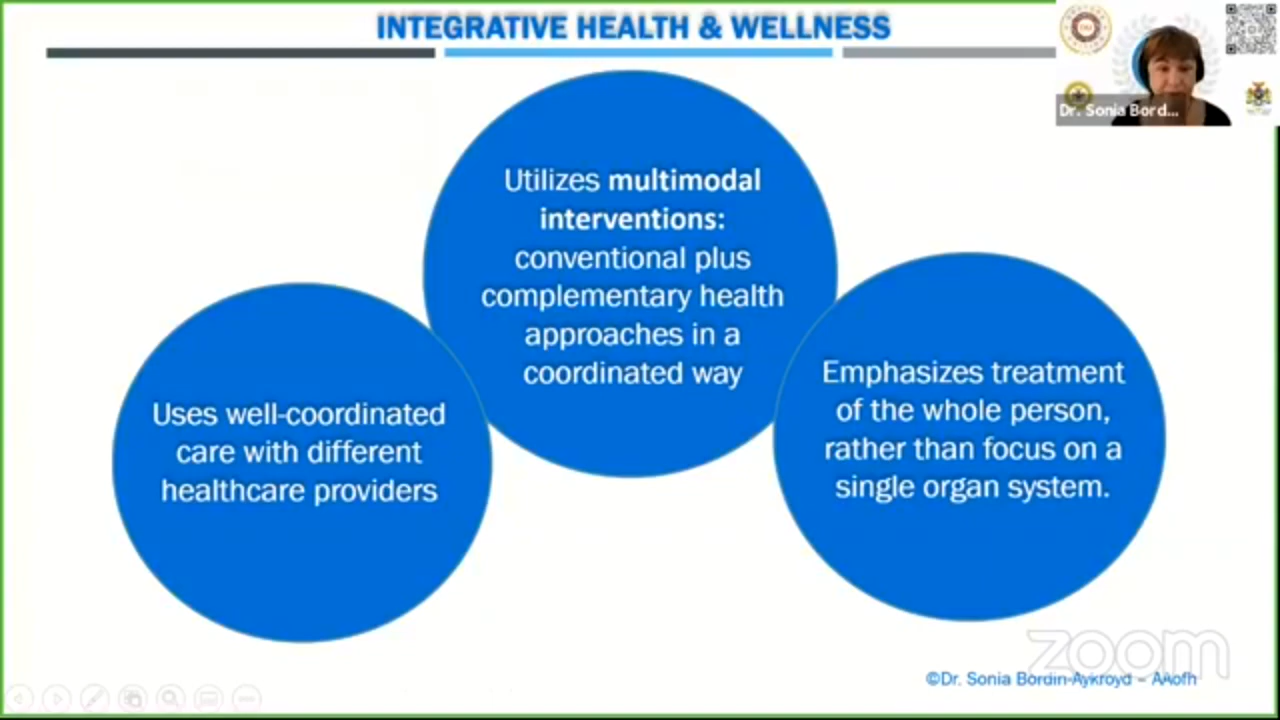 INTEGRATIVE HEALTH & WELLNESS
Dr. Sonia Bord...
Utilizes multimodal
interventions:
conventional plus
complementary health
approaches in a
coordinated way
Uses well-coordinated
care with different
healthcare providers
Emphasizes treatment
of the whole person,
rather than focus on a
single organ system.
zoom
©Dr. Sonia Bordin-Aykroyd – AAofh